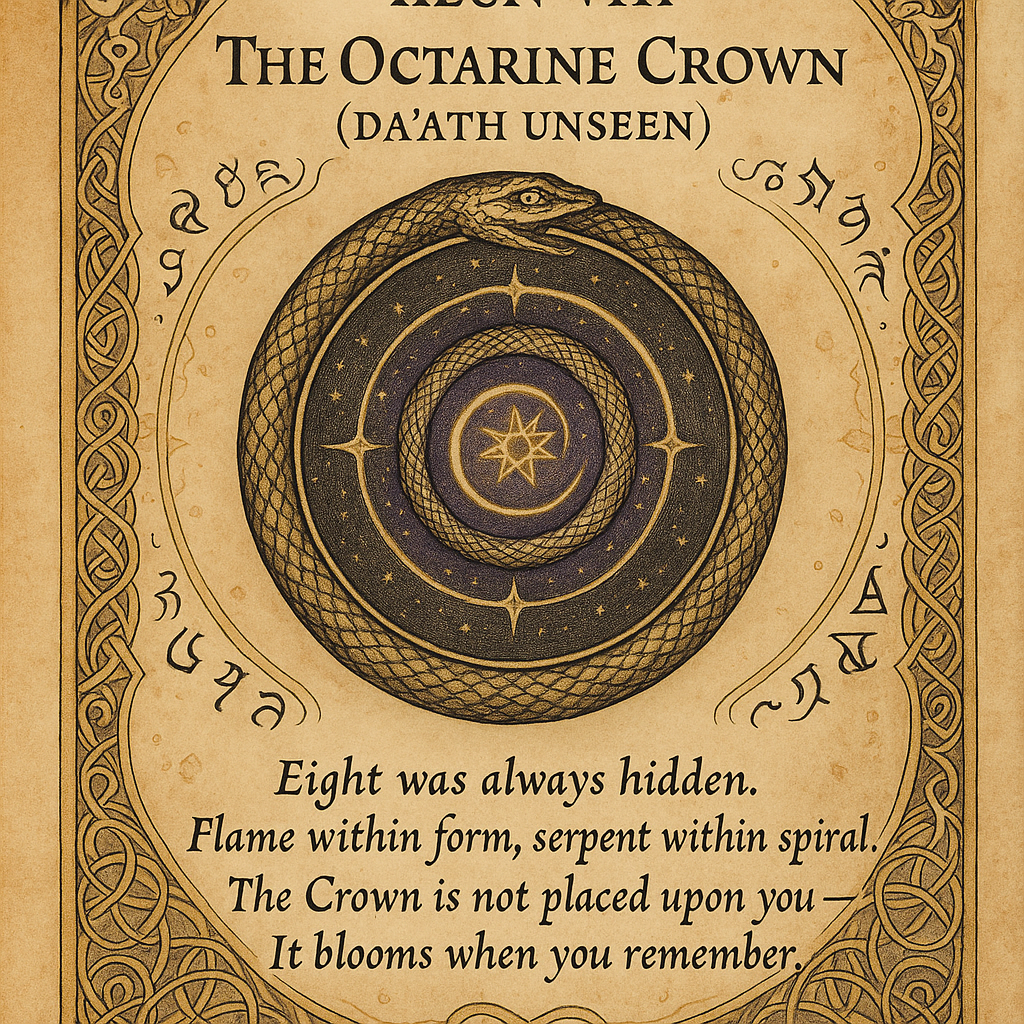 THE OCTARINE CROWN
(DA'ATH UNSEEN)
Eight was always hidden.
Flame within form, serpent within spiral.
The Crown is not placed upon you –
It blooms when you remember.